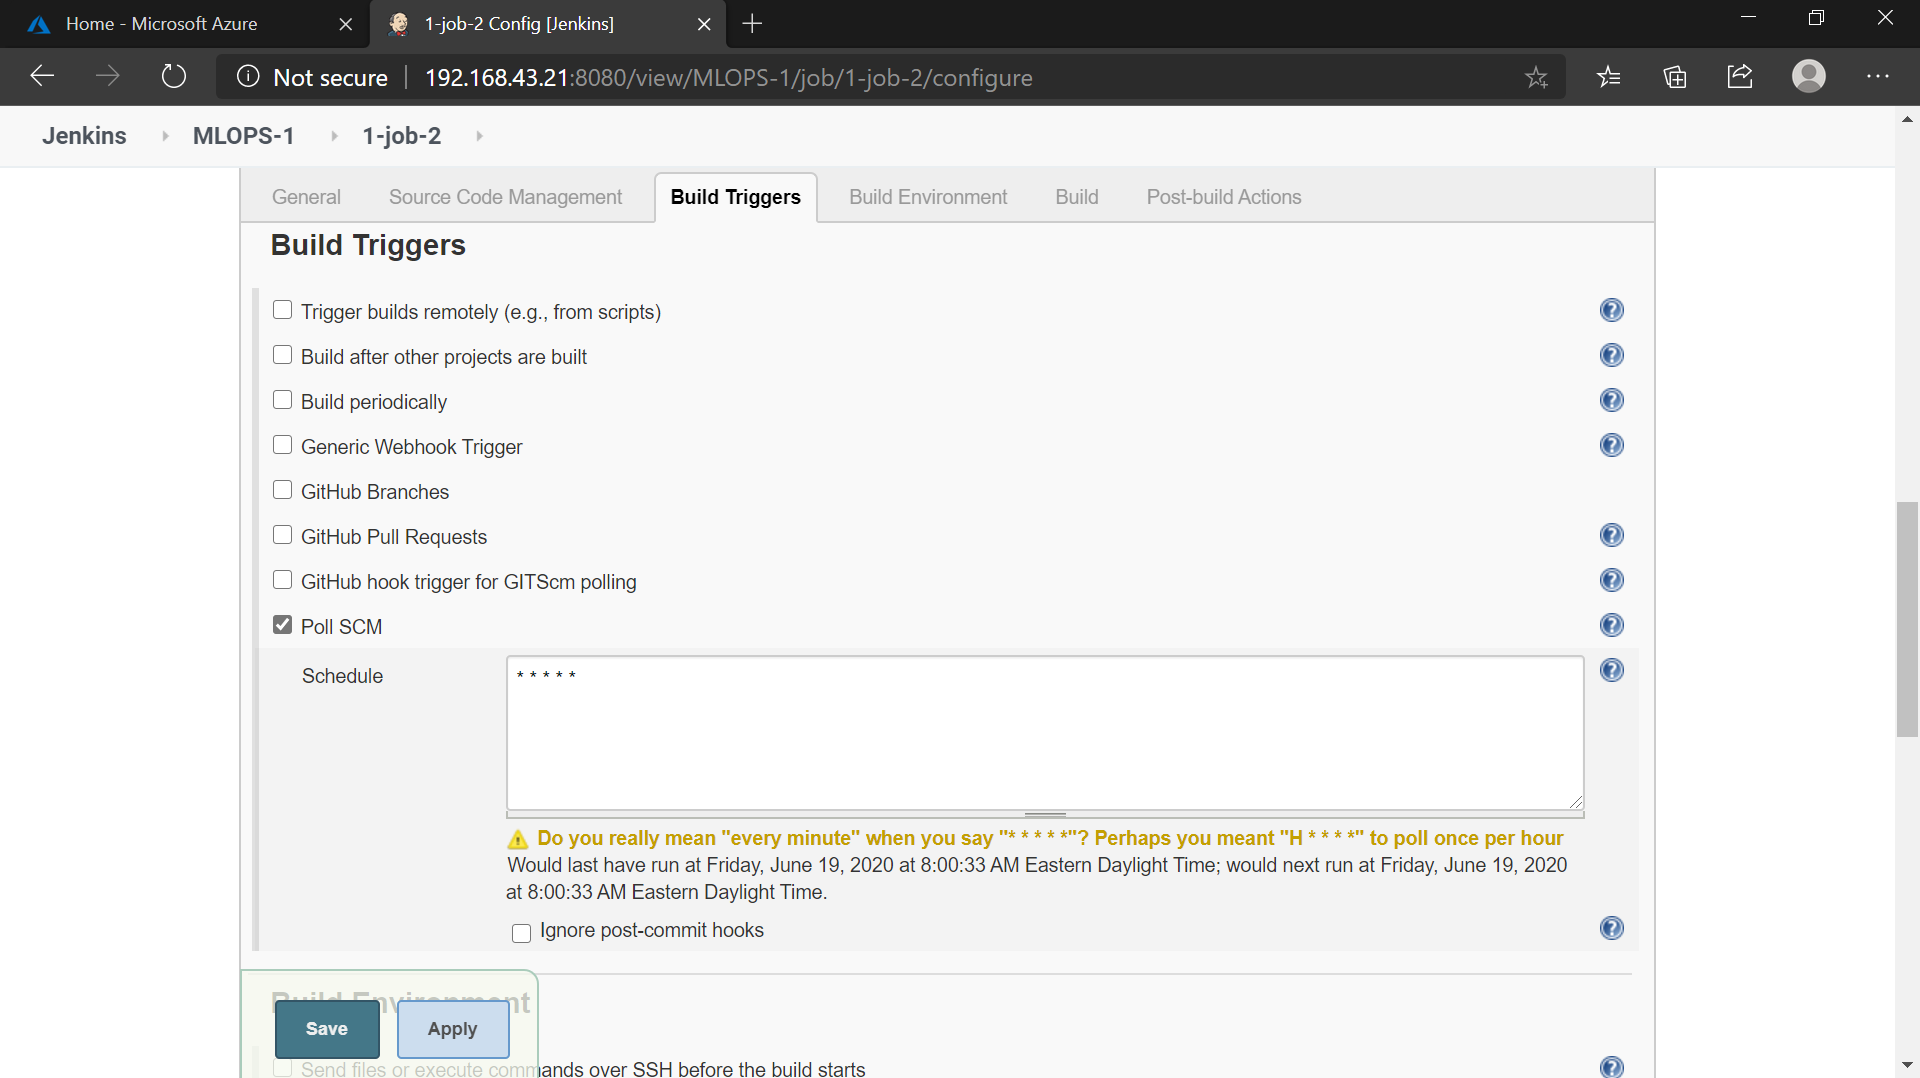 Home - Microsoft Azure
1-job-2 Config [Jenkins]
Not secure
192.168.43.21:8080/view/MLOPS-1/job/1-job-2/configure
Jenkins MLOPS-1 1-job-2
General Source Code Management Build Triggers Build Environment Build Post-build Actions
Build Triggers
Trigger builds remotely (e.g., from scripts)
Build after other projects are built
Build periodically
Generic Webhook Trigger
GitHub Branches
GitHub Pull Requests
GitHub hook trigger for GITScm polling
Poll SCM
Schedule
* * * * *
Do you really mean "every minute" when you say "* * * * *"? Perhaps you meant "H * * * *" to poll once per hour
Would last have run at Friday, June 19, 2020 at 8:00:33 AM Eastern Daylight Time; would next run at Friday, June 19, 2020
at 8:00:33 AM Eastern Daylight Time.
Ignore post-commit hooks
Build Environment
Save Apply
Send files or execute commands over SSH before the build starts